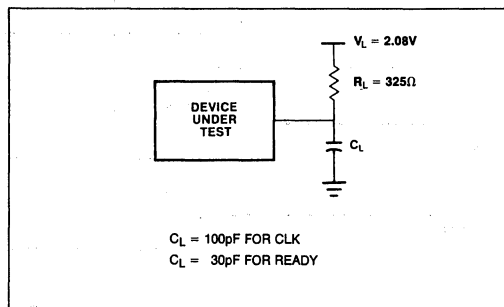 V_L = 2.08V
R_L = 325Ω
DEVICE
UNDER
TEST
C_L
C_L = 100pF FOR CLK
C_L = 30pF FOR READY